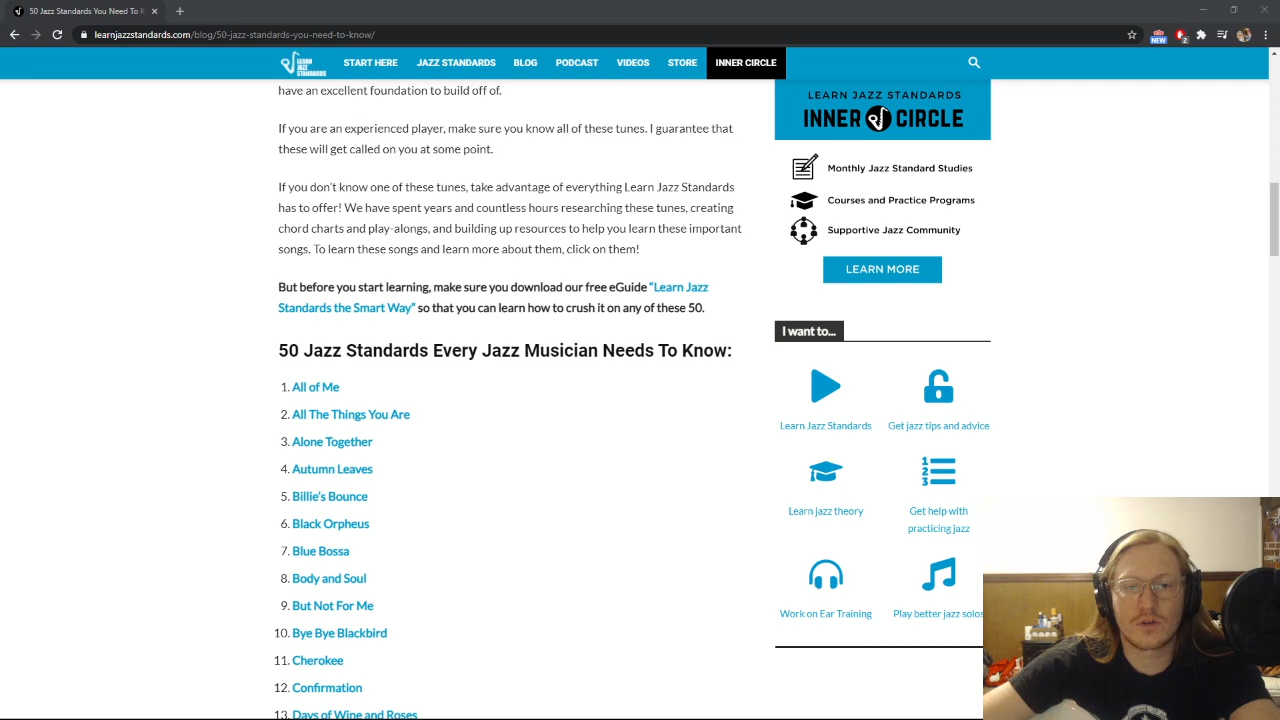 50 Jazz Standards You Need To K
learnjazzstandards.com/blog/50-jazz-standards-you-need-to-know/
NEW
2
LEARN
JAZZ
STANDARDS
START HERE
JAZZ STANDARDS
BLOG
PODCAST
VIDEOS
STORE
INNER CIRCLE
have an excellent foundation to build off of.
If you are an experienced player, make sure you know all of these tunes. I guarantee that
these will get called on you at some point.
If you don't know one of these tunes, take advantage of everything Learn Jazz Standards
has to offer! We have spent years and countless hours researching these tunes, creating
chord charts and play-alongs, and building up resources to help you learn these important
songs. To learn these songs and learn more about them, click on them!
But before you start learning, make sure you download our free eGuide “Learn Jazz
Standards the Smart Way” so that you can learn how to crush it on any of these 50.
50 Jazz Standards Every Jazz Musician Needs To Know:
1. All of Me
2. All The Things You Are
3. Alone Together
4. Autumn Leaves
5. Billie’s Bounce
6. Black Orpheus
7. Blue Bossa
8. Body and Soul
9. But Not For Me
10. Bye Bye Blackbird
11. Cherokee
12. Confirmation
13. Days of Wine and Roses
LEARN JAZZ STANDARDS
INNER CIRCLE
Monthly Jazz Standard Studies
Courses and Practice Programs
Supportive Jazz Community
LEARN MORE
I want to...
Learn Jazz Standards
Get jazz tips and advice
1
2
3
Learn jazz theory
Get help with
practicing jazz
Work on Ear Training
Play better jazz solos